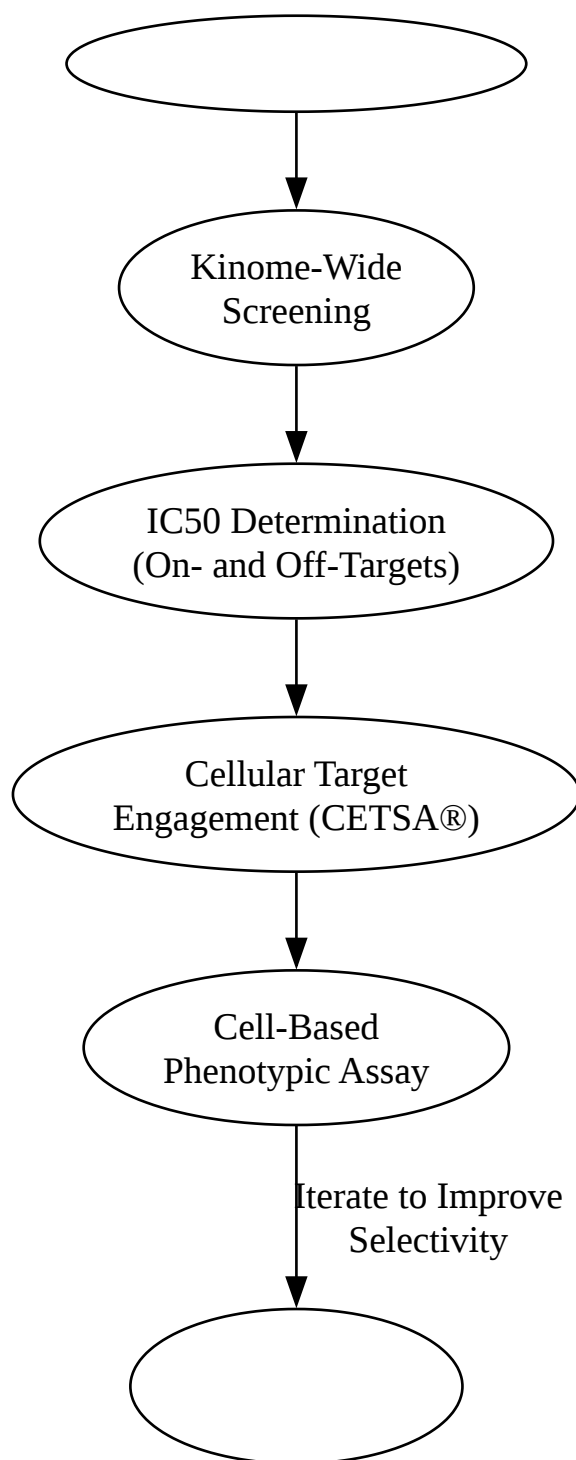 Kinome-Wide
Screening
IC50 Determination
(On- and Off-Targets)
Cellular Target
Engagement (CETSA®)
Cell-Based
Phenotypic Assay
Iterate to Improve
Selectivity